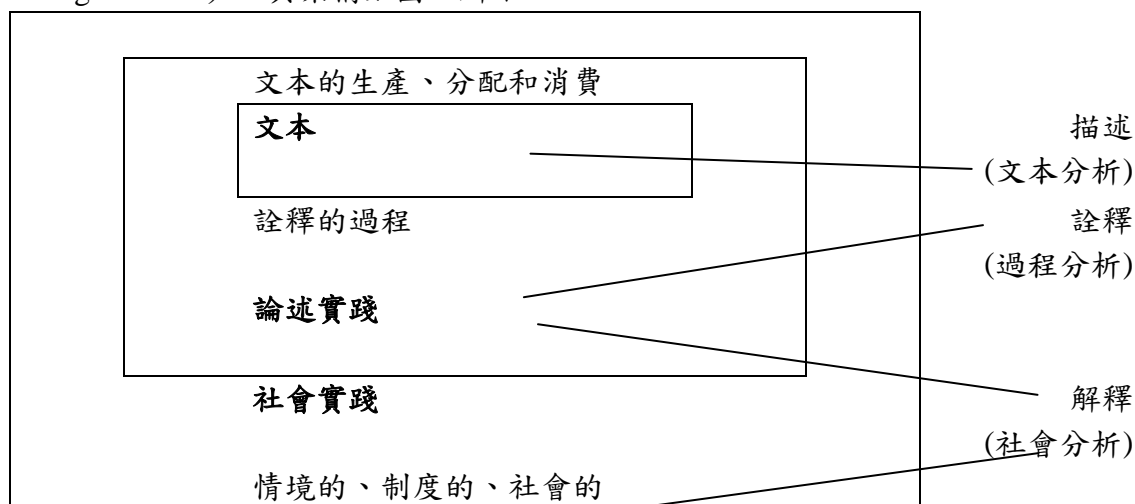 文本的生產、分配和消費
文本
描述
(文本分析)
詮釋的過程
詮釋
(過程分析)
論述實踐
社會實踐
解釋
(社會分析)
情境的、制度的、社會的